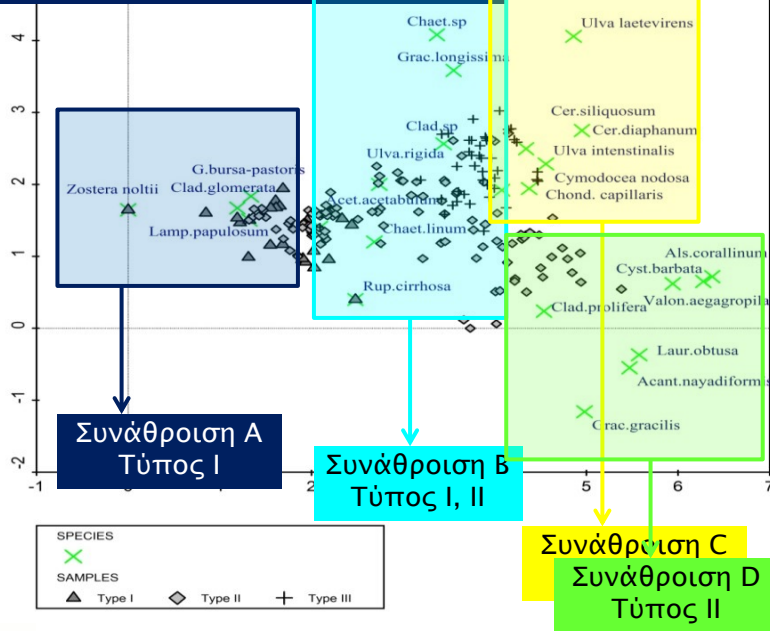 4
3
2
1
0
-1
-2
-1
2
5
6
7
Chaet.sp
Ulva laetevirens
Grac.longissima
Cer.siliquosum
Clad.sp
Cer.diaphanum
Ulva.rigida
Ulva intenstinalis
G.bursa-pastoris
Zostera noltii
Clad.glomerata
Cymodocea nodosa
Acet.acetabulum
Chond. capillaris
Lamp.papulosum
Chaet.linum
Als.corallinum
Cyst.barbata
Rup.cirrhosa
Clad.prolifera
Valon.aegagropila
Laur.obtusa
Acant.nayadiformis
Grac.gracilis
Συνάθροιση Α
Τύπος Ι
Συνάθροιση Β
Τύπος Ι, ΙΙ
Συνάθροιση C
Συνάθροιση D
Τύπος ΙΙ
SPECIES
SAMPLES
Type I
Type II
Type III